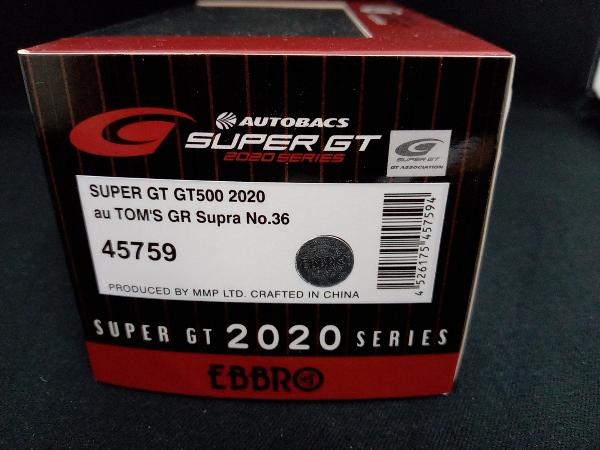 AUTOBACS
SUPER GT
2020 SERIES
SUPER GT
GT ASSOCIATION
SUPER GT GT500 2020
au TOM'S GR Supra No.36
45759
4 526175 457594
PRODUCED BY MMP LTD. CRAFTED IN CHINA
SUPER GT 2020 SERIES
EBBRO